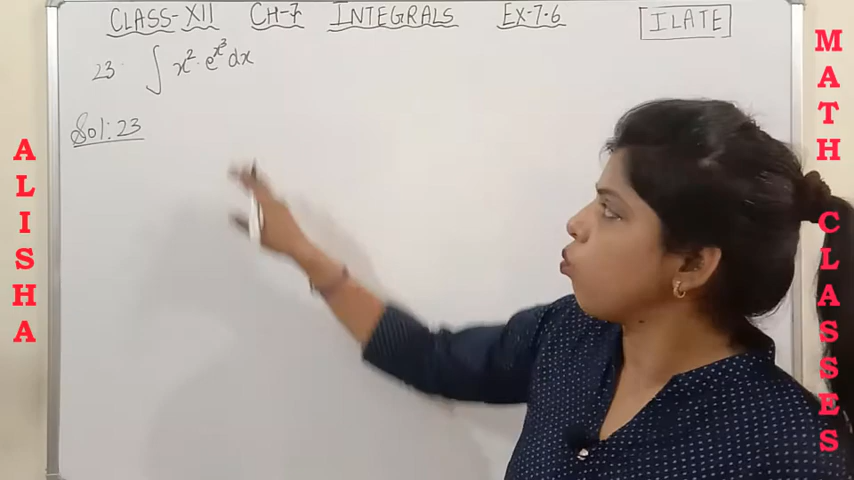 CLASS-XII CH-7 INTEGRALS EX-7.6 ILATE
23. ∫ x². e^x³ dx
Sol: 23
ALISHA
MATH CLASSES